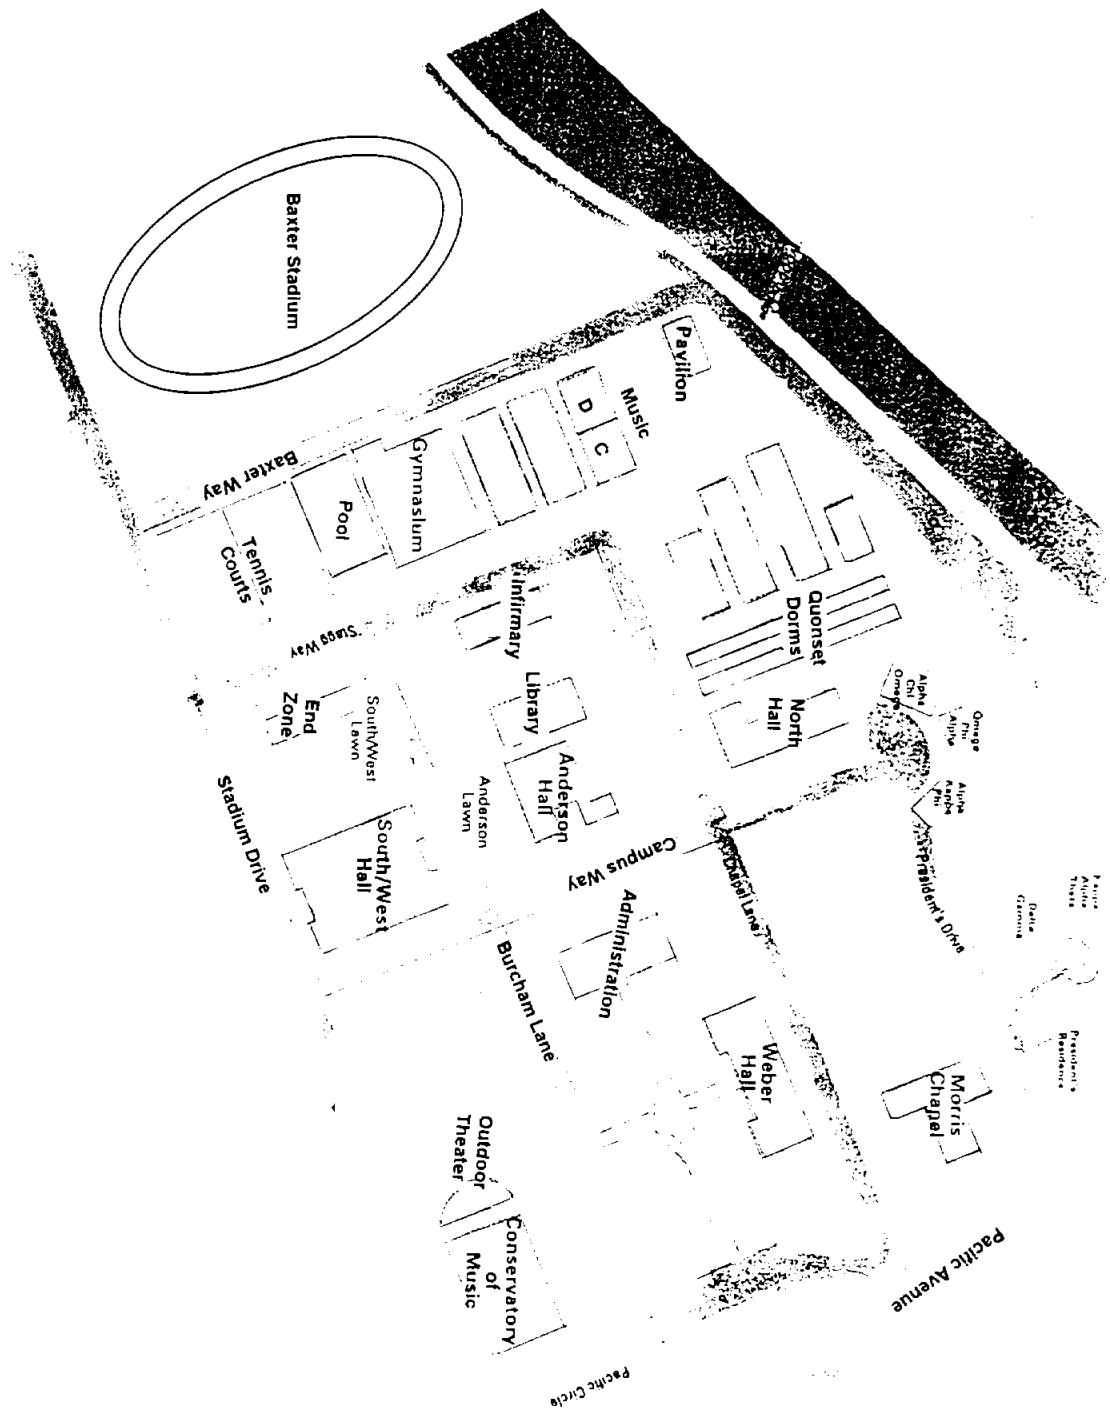 Baxter Stadium
Pavilion
Music
D
C
Gymnasium
Pool
Baxter Way
Tennis
Courts
Infirmary
Stagg Way
Quonset
Dorms
Library
North
Hall
Alpha
Chi
Omega
Omega
Phi
Alpha
Alpha
Kappa
Phi
End
Zone
South/West
Lawn
Anderson
Hall
Anderson
Lawn
Stadium Drive
South/West
Hall
Campus Way
Chapel Lane
President's Drive
Kappa
Alpha
Theta
Delta
Gamma
Administration
Burcham Lane
Weber
Hall
President's
Residence
Morris
Chapel
Outdoor
Theater
Conservatory
of
Music
Pacific Avenue
Pacific Circle